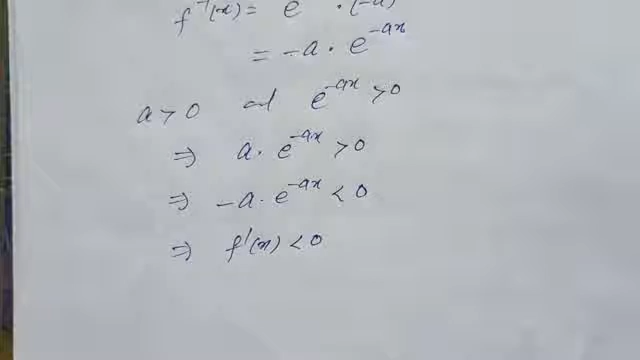 f'(x) = e · (-a)
= -a · e^{-ax}
a > 0 and e^{-ax} > 0
⇒ a · e^{-ax} > 0
⇒ -a · e^{-ax} < 0
⇒ f'(x) < 0